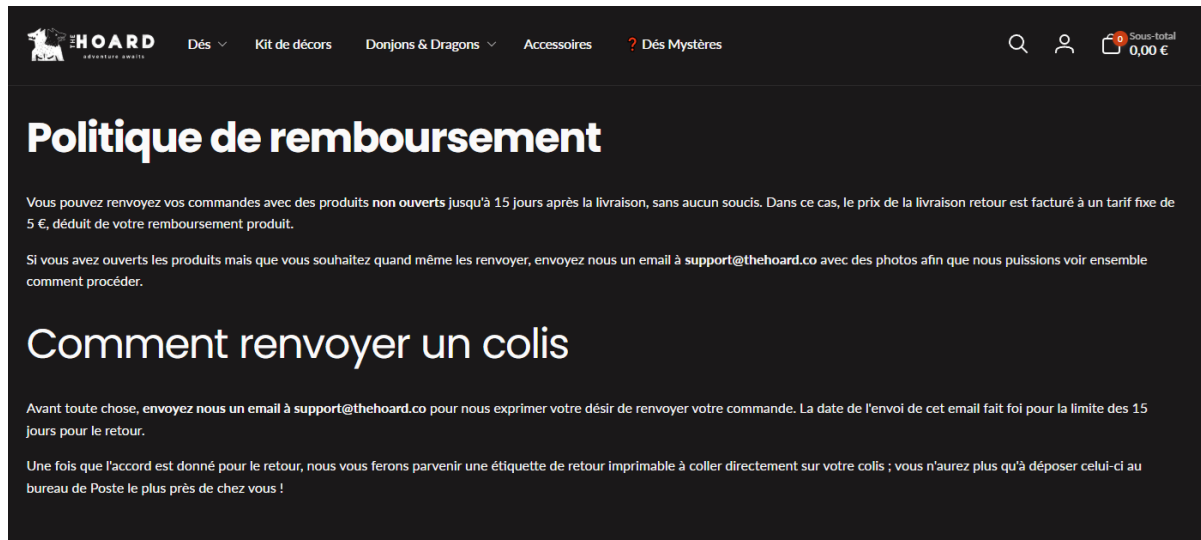 THE HOARD
adventure awaits
Dés
Kit de décors
Donjons & Dragons
Accessoires
❓ Dés Mystères
0
Sous-total
0,00 €
Politique de remboursement
Vous pouvez renvoyez vos commandes avec des produits non ouverts jusqu'à 15 jours après la livraison, sans aucun soucis. Dans ce cas, le prix de la livraison retour est facturé à un tarif fixe de
5 €, déduit de votre remboursement produit.
Si vous avez ouverts les produits mais que vous souhaitez quand même les renvoyer, envoyez nous un email à support@thehoard.co avec des photos afin que nous puissions voir ensemble
comment procéder.
Comment renvoyer un colis
Avant toute chose, envoyez nous un email à support@thehoard.co pour nous exprimer votre désir de renvoyer votre commande. La date de l'envoi de cet email fait foi pour la limite des 15
jours pour le retour.
Une fois que l'accord est donné pour le retour, nous vous ferons parvenir une étiquette de retour imprimable à coller directement sur votre colis ; vous n'aurez plus qu'à déposer celui-ci au
bureau de Poste le plus près de chez vous !